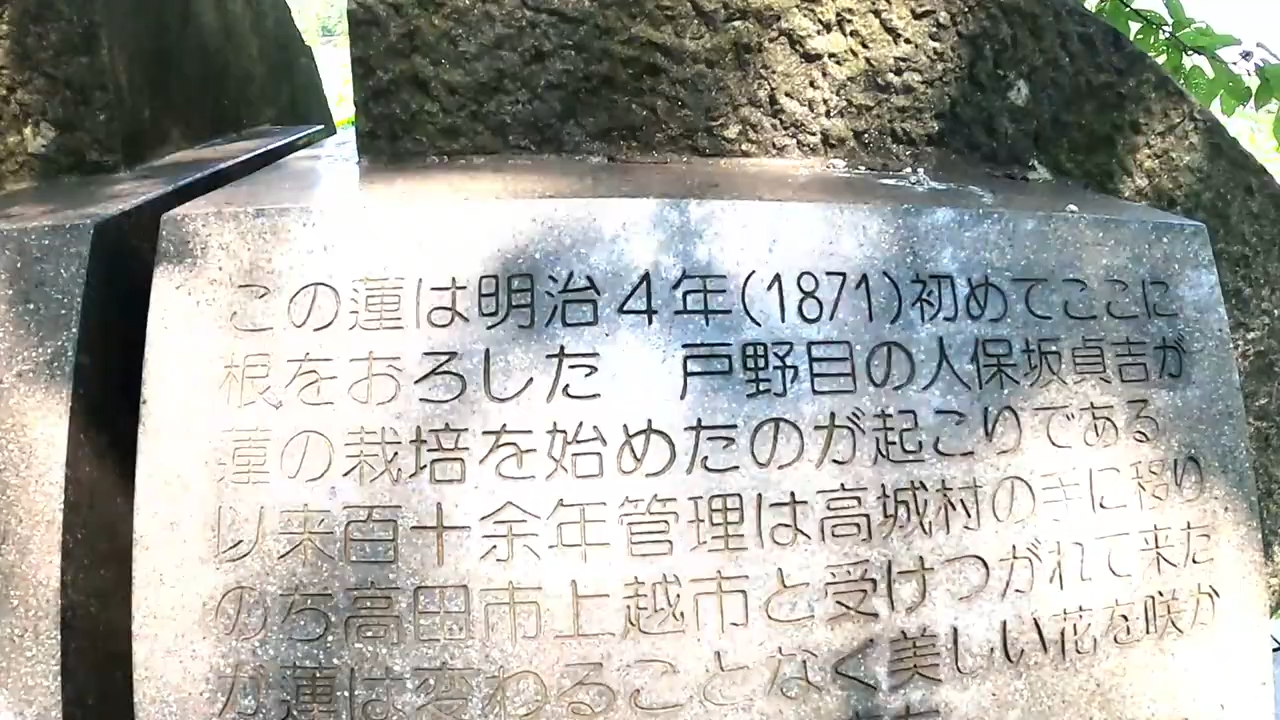 この蓮は明治4年(1871)初めてここに
根をおろした　戸野目の人保坂貞吉が
蓮の栽培を始めたのが起こりである
以来百十余年管理は高城村の手に移り
のち高田市上越市と受けつがれて来た
が蓮は変わることなく美しい花を咲か